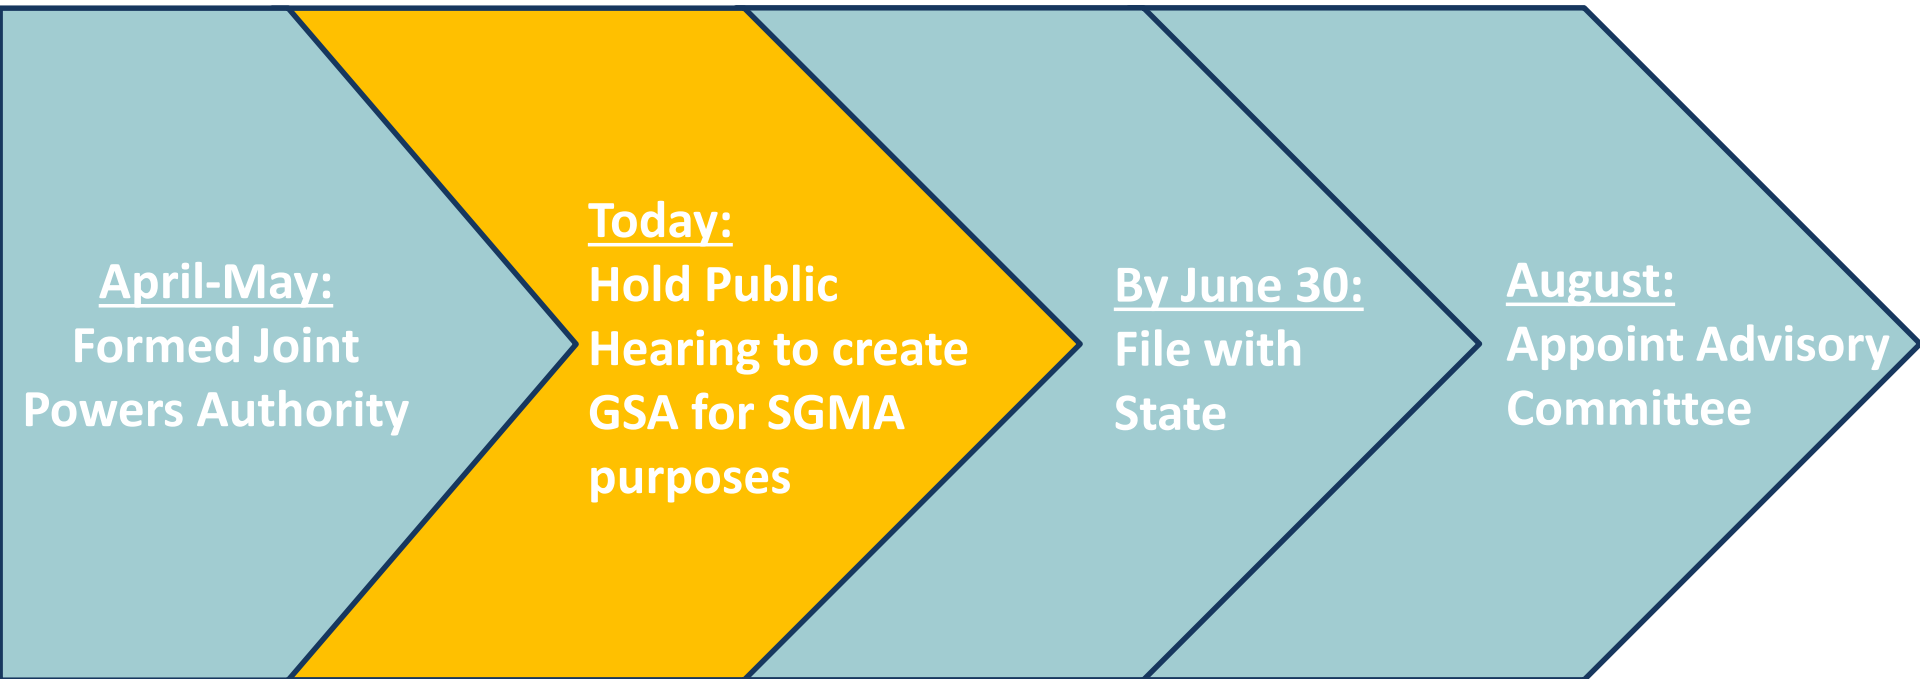 April-May:
Formed Joint
Powers Authority
Today:
Hold Public
Hearing to create
GSA for SGMA
purposes
By June 30:
File with
State
August:
Appoint Advisory
Committee